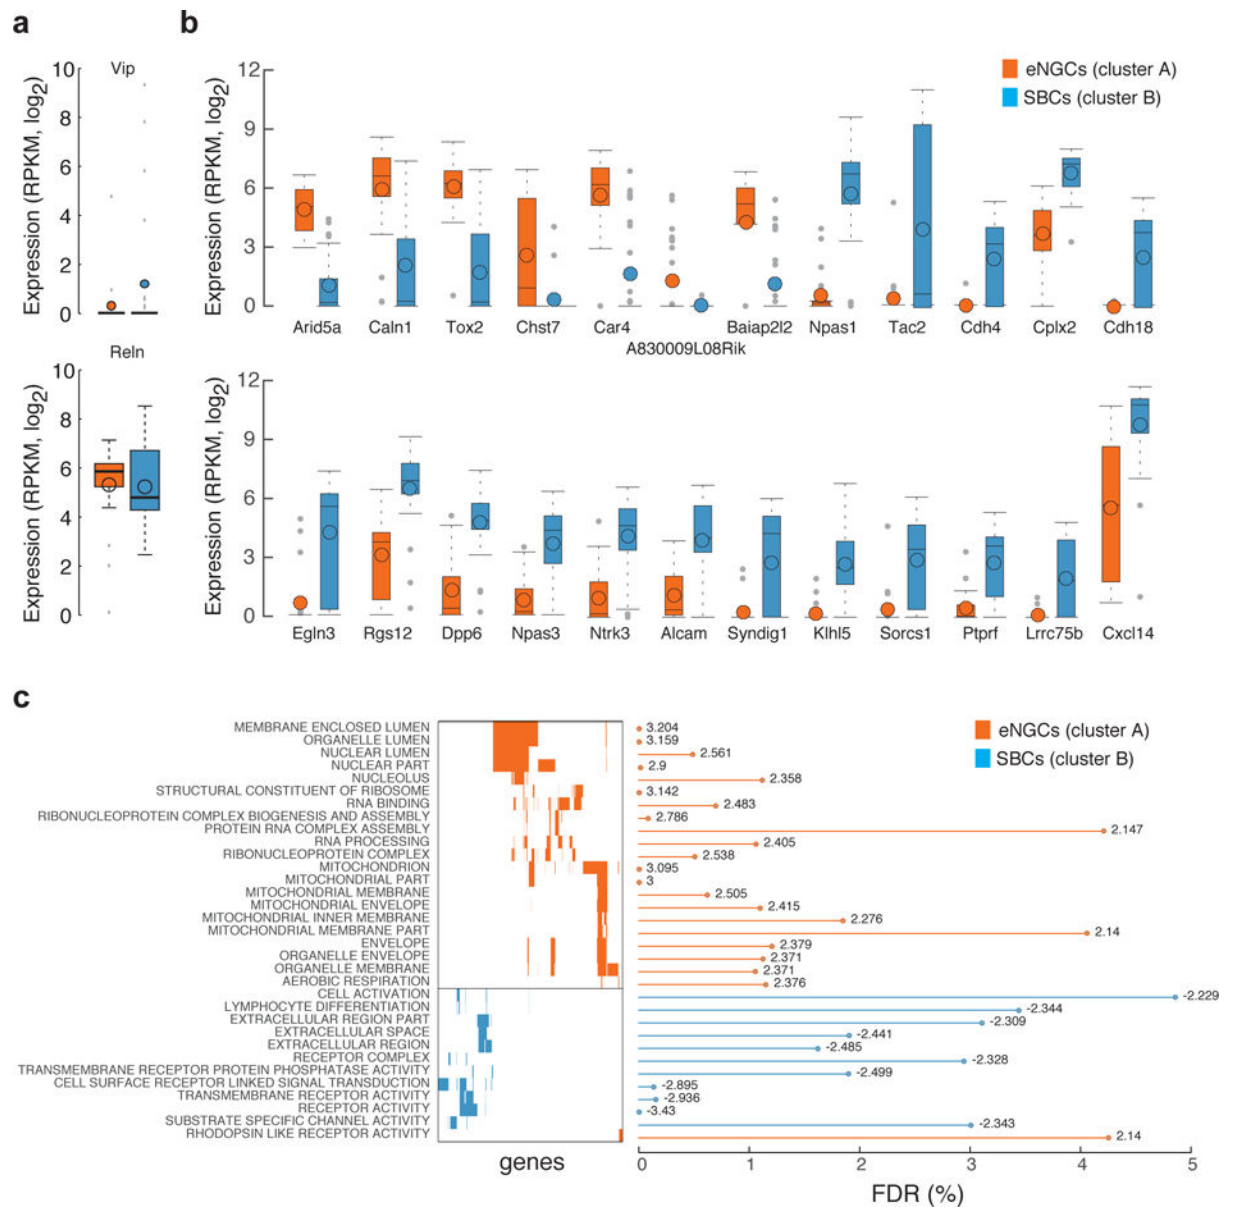 a
b
Vip
10
8
6
4
2
0
Expression (RPKM, log2)
12
9
6
3
0
Expression (RPKM, log2)
eNGCs (cluster A)
SBCs (cluster B)
Arid5a Caln1 Tox2 Chst7 Car4 Baiap2l2 Npas1 Tac2 Cdh4 Cplx2 Cdh18
A830009L08Rik
Reln
10
8
6
4
2
0
Expression (RPKM, log2)
12
9
6
3
0
Expression (RPKM, log2)
Egln3 Rgs12 Dpp6 Npas3 Ntrk3 Alcam Syndig1 Klhl5 Sorcs1 Ptprf Lrrc75b Cxcl14
c
eNGCs (cluster A)
SBCs (cluster B)
MEMBRANE ENCLOSED LUMEN 3.204
ORGANELLE LUMEN 3.159
NUCLEAR LUMEN 2.561
NUCLEAR PART 2.9
NUCLEOLUS 2.358
STRUCTURAL CONSTITUENT OF RIBOSOME 3.142
RNA BINDING 2.483
RIBONUCLEOPROTEIN COMPLEX BIOGENESIS AND ASSEMBLY 2.786
PROTEIN RNA COMPLEX ASSEMBLY 2.147
RNA PROCESSING 2.405
RIBONUCLEOPROTEIN COMPLEX 2.538
MITOCHONDRION 3.095
MITOCHONDRIAL PART 3
MITOCHONDRIAL MEMBRANE 2.505
MITOCHONDRIAL ENVELOPE 2.415
MITOCHONDRIAL INNER MEMBRANE 2.276
MITOCHONDRIAL MEMBRANE PART 2.14
ENVELOPE 2.379
ORGANELLE ENVELOPE 2.371
ORGANELLE MEMBRANE 2.371
AEROBIC RESPIRATION 2.376
CELL ACTIVATION -2.229
LYMPHOCYTE DIFFERENTIATION -2.344
EXTRACELLULAR REGION PART -2.309
EXTRACELLULAR SPACE -2.441
EXTRACELLULAR REGION -2.485
RECEPTOR COMPLEX -2.328
TRANSMEMBRANE RECEPTOR PROTEIN PHOSPHATASE ACTIVITY -2.499
CELL SURFACE RECEPTOR LINKED SIGNAL TRANSDUCTION -2.895
TRANSMEMBRANE RECEPTOR ACTIVITY -2.936
RECEPTOR ACTIVITY -3.43
SUBSTRATE SPECIFIC CHANNEL ACTIVITY -2.343
RHODOPSIN LIKE RECEPTOR ACTIVITY 2.14
genes
0 1 2 3 4 5
FDR (%)